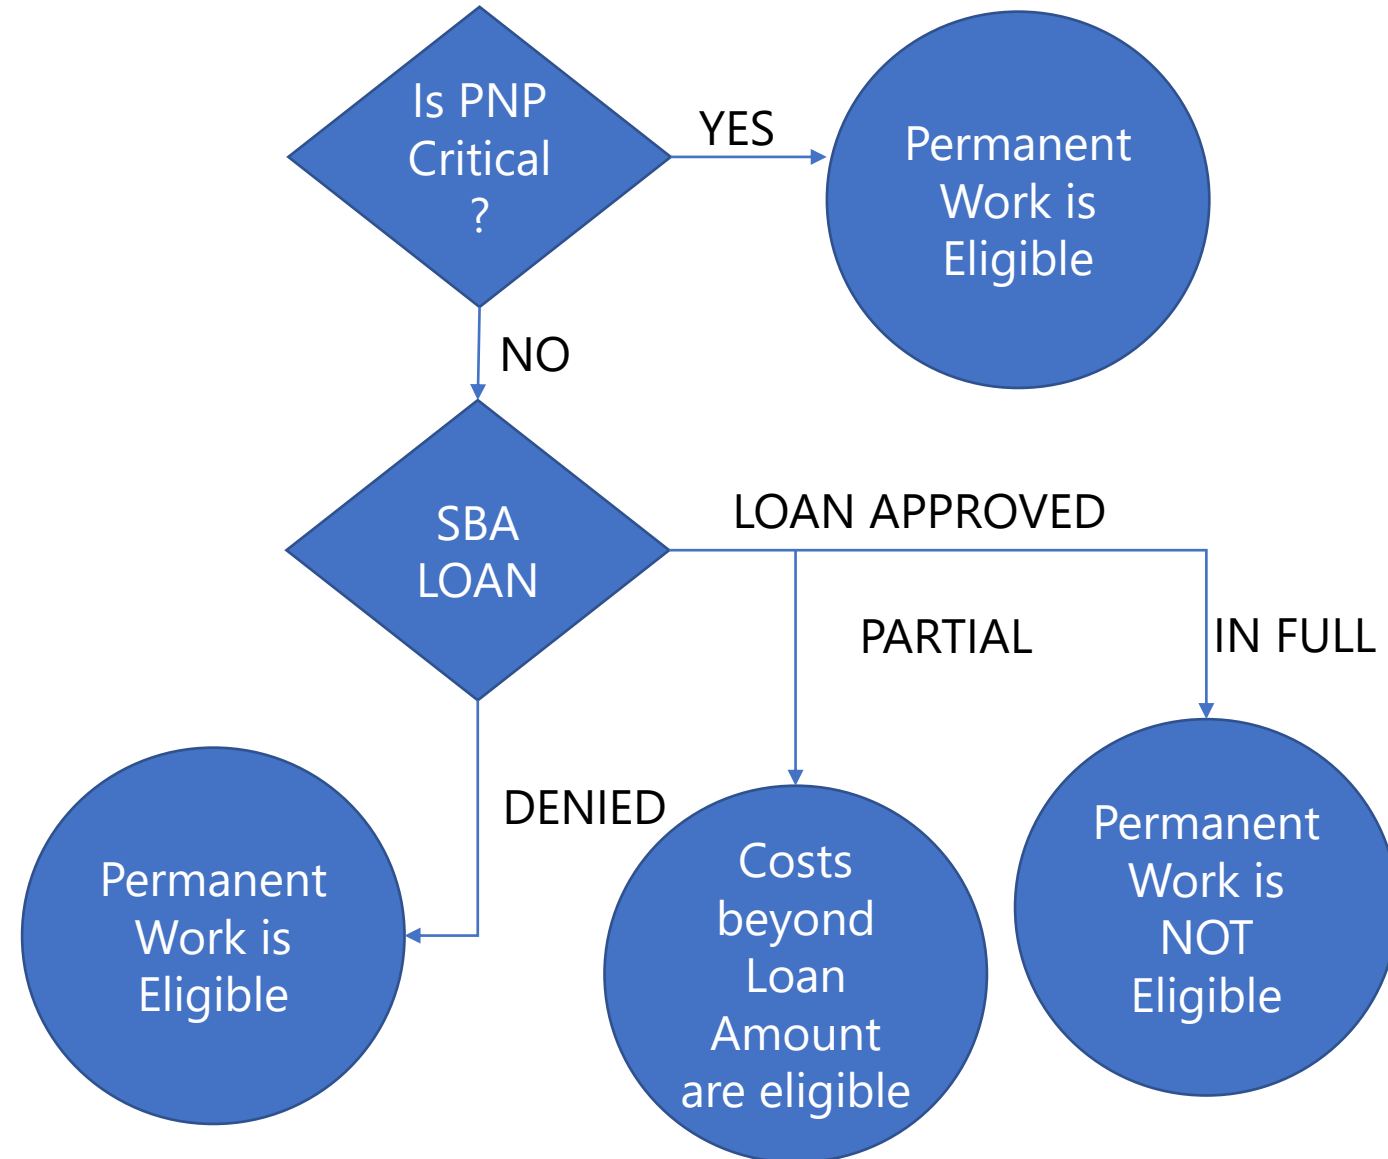 Is PNP
Critical
?
YES
Permanent
Work is
Eligible
NO
SBA
LOAN
LOAN APPROVED
PARTIAL
IN FULL
DENIED
Permanent
Work is
Eligible
Costs
beyond
Loan
Amount
are eligible
Permanent
Work is
NOT
Eligible